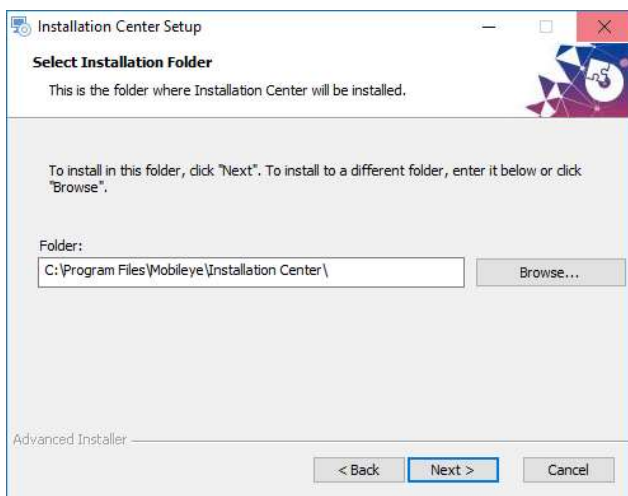 Installation Center Setup
Select Installation Folder
This is the folder where Installation Center will be installed.
To install in this folder, click "Next". To install to a different folder, enter it below or click
"Browse".
Folder:
C:\Program Files\Mobileye\Installation Center\
Browse...
Advanced Installer
< Back
Next >
Cancel